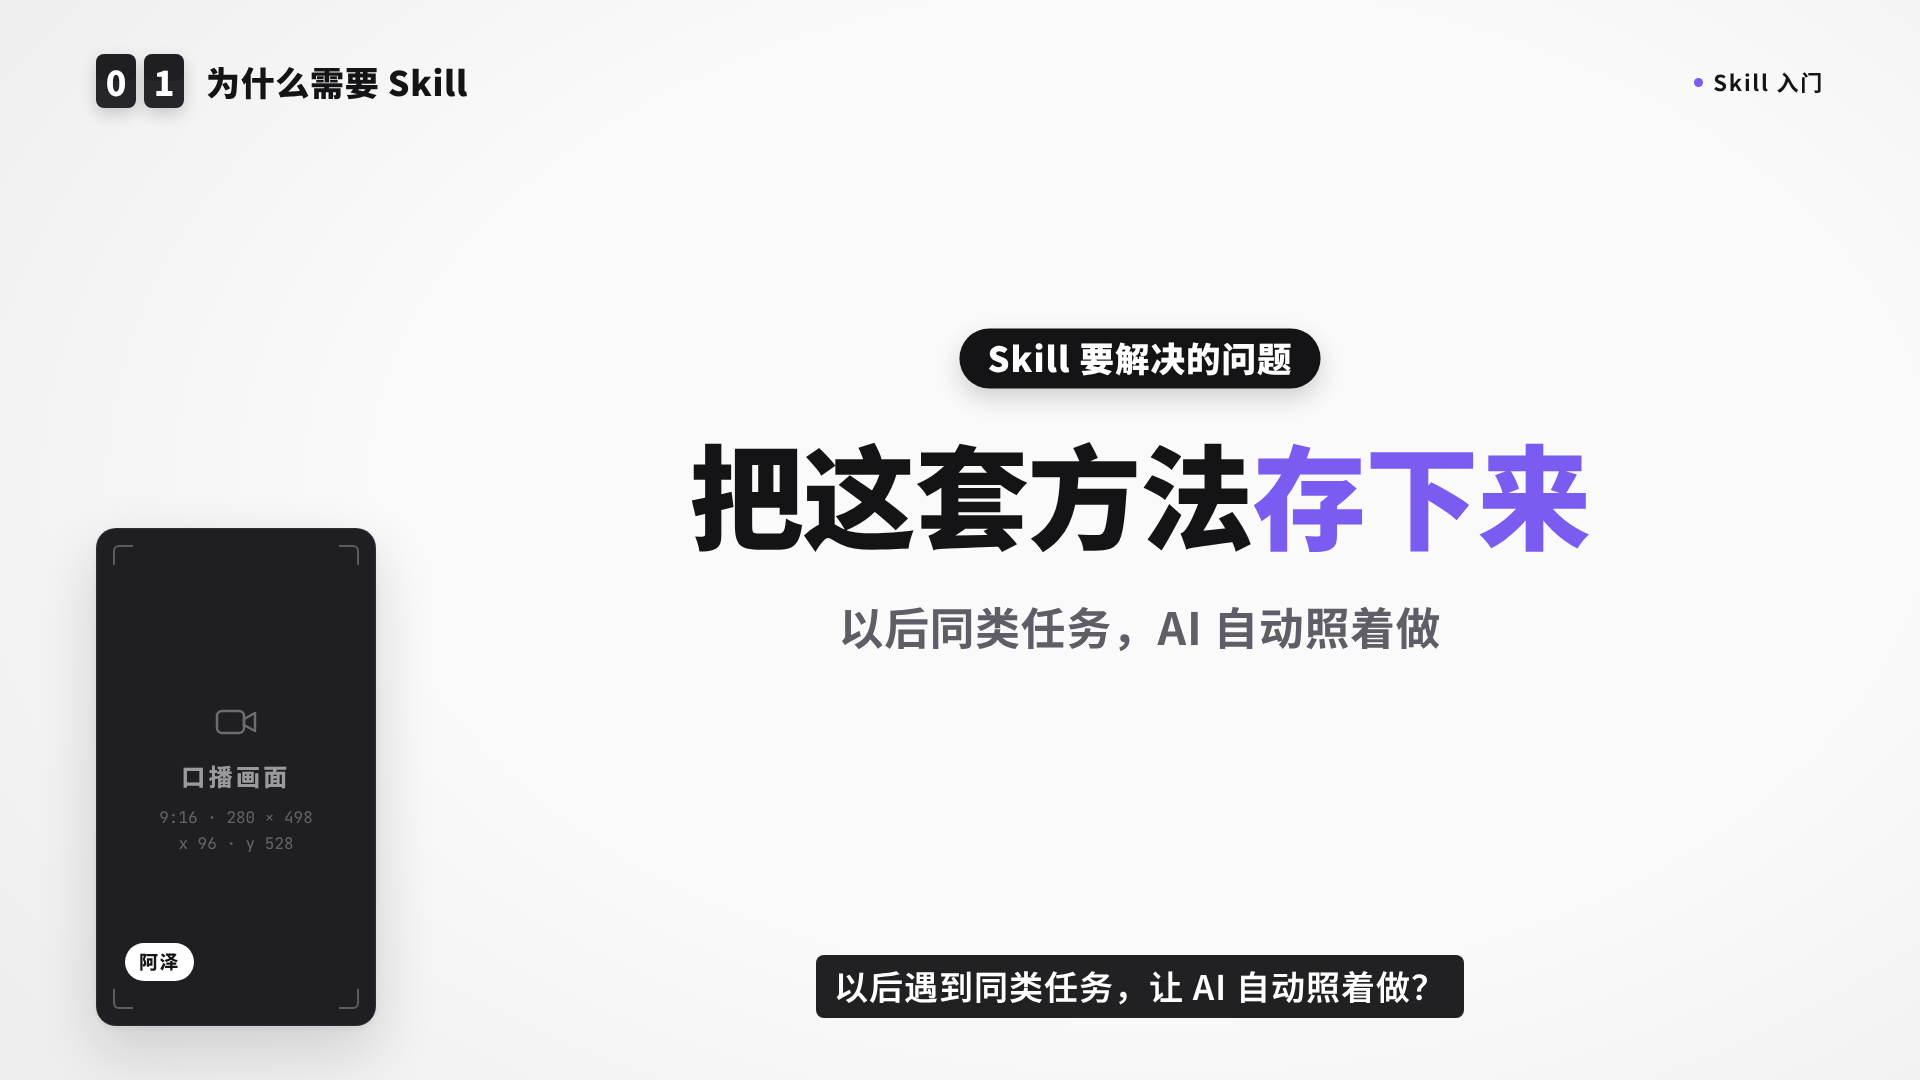 01 为什么需要 Skill
Skill 入门
Skill 要解决的问题
把这套方法存下来
以后同类任务，AI 自动照着做
口播画面
9:16 · 280 × 498
x 96 · y 528
阿泽
以后遇到同类任务，让 AI 自动照着做？